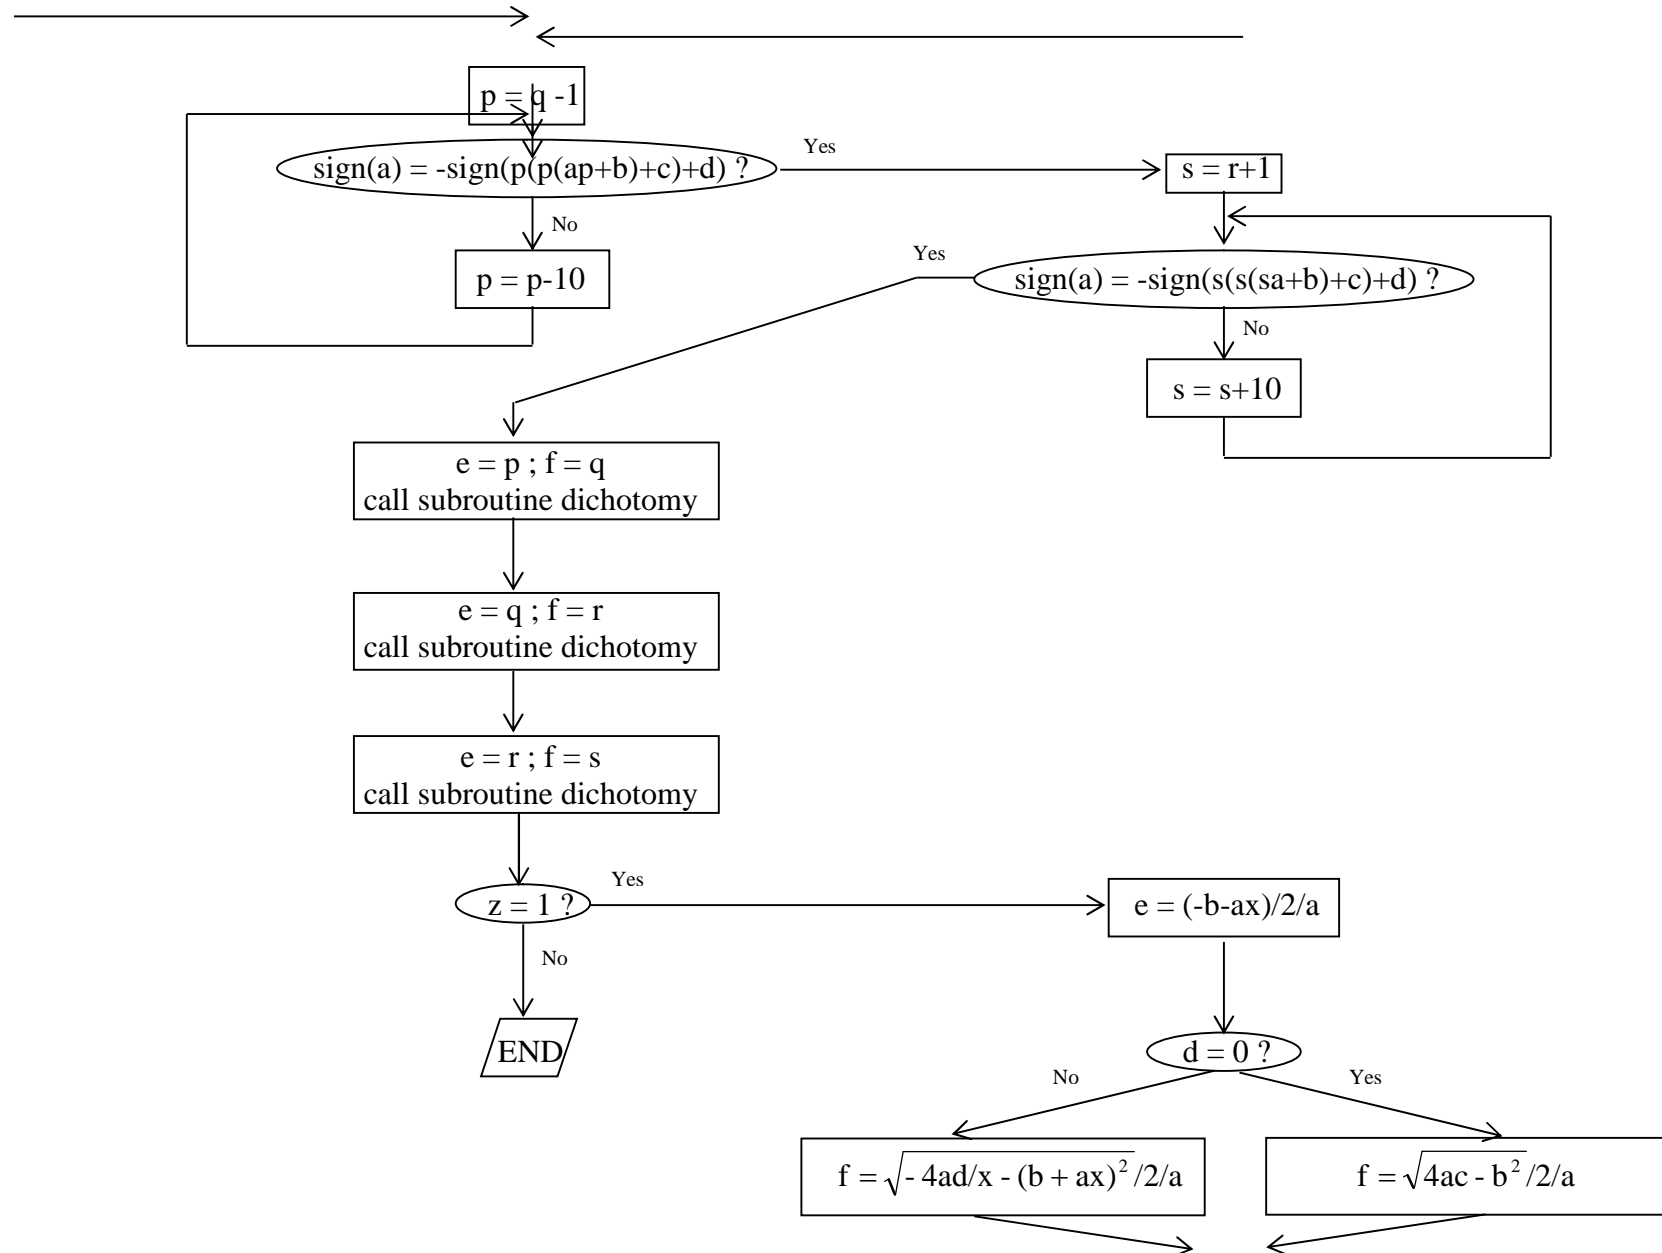 p = q -1
sign(a) = -sign(p(p(ap+b)+c)+d) ?
Yes
s = r+1
No
p = p-10
Yes
sign(a) = -sign(s(s(sa+b)+c)+d) ?
No
s = s+10
e = p ; f = q
call subroutine dichotomy
e = q ; f = r
call subroutine dichotomy
e = r ; f = s
call subroutine dichotomy
z = 1 ?
Yes
e = (-b-ax)/2/a
No
END
d = 0 ?
No
Yes
f = √- 4ad/x - (b + ax)² /2/a
f = √4ac - b² /2/a